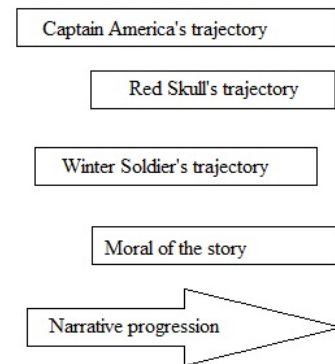 Captain America's trajectory
Red Skull's trajectory
Winter Soldier's trajectory
Moral of the story
Narrative progression